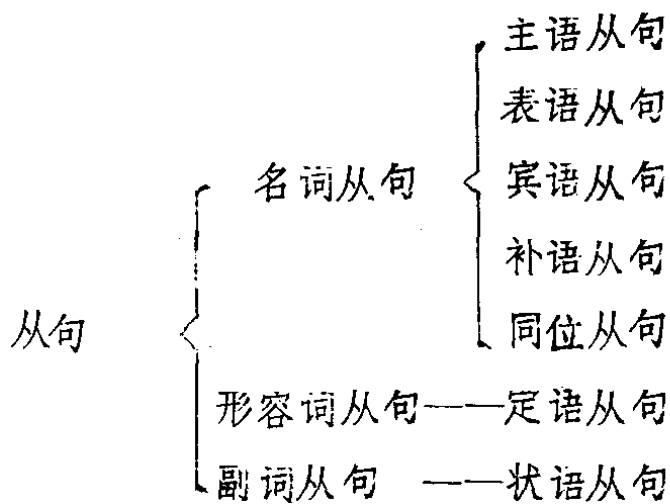 主语从句
表语从句
名词从句 宾语从句
补语从句
从句 同位从句
形容词从句——定语从句
副词从句 ——状语从句